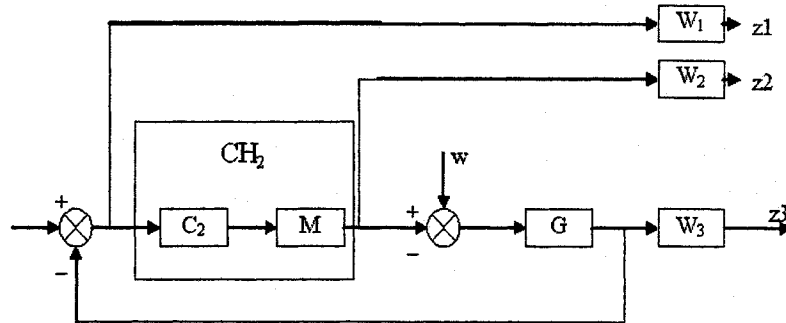 W₁ z1
W₂ z2
CH₂
w
+
C₂ M
+
G W₃ z3
−
−